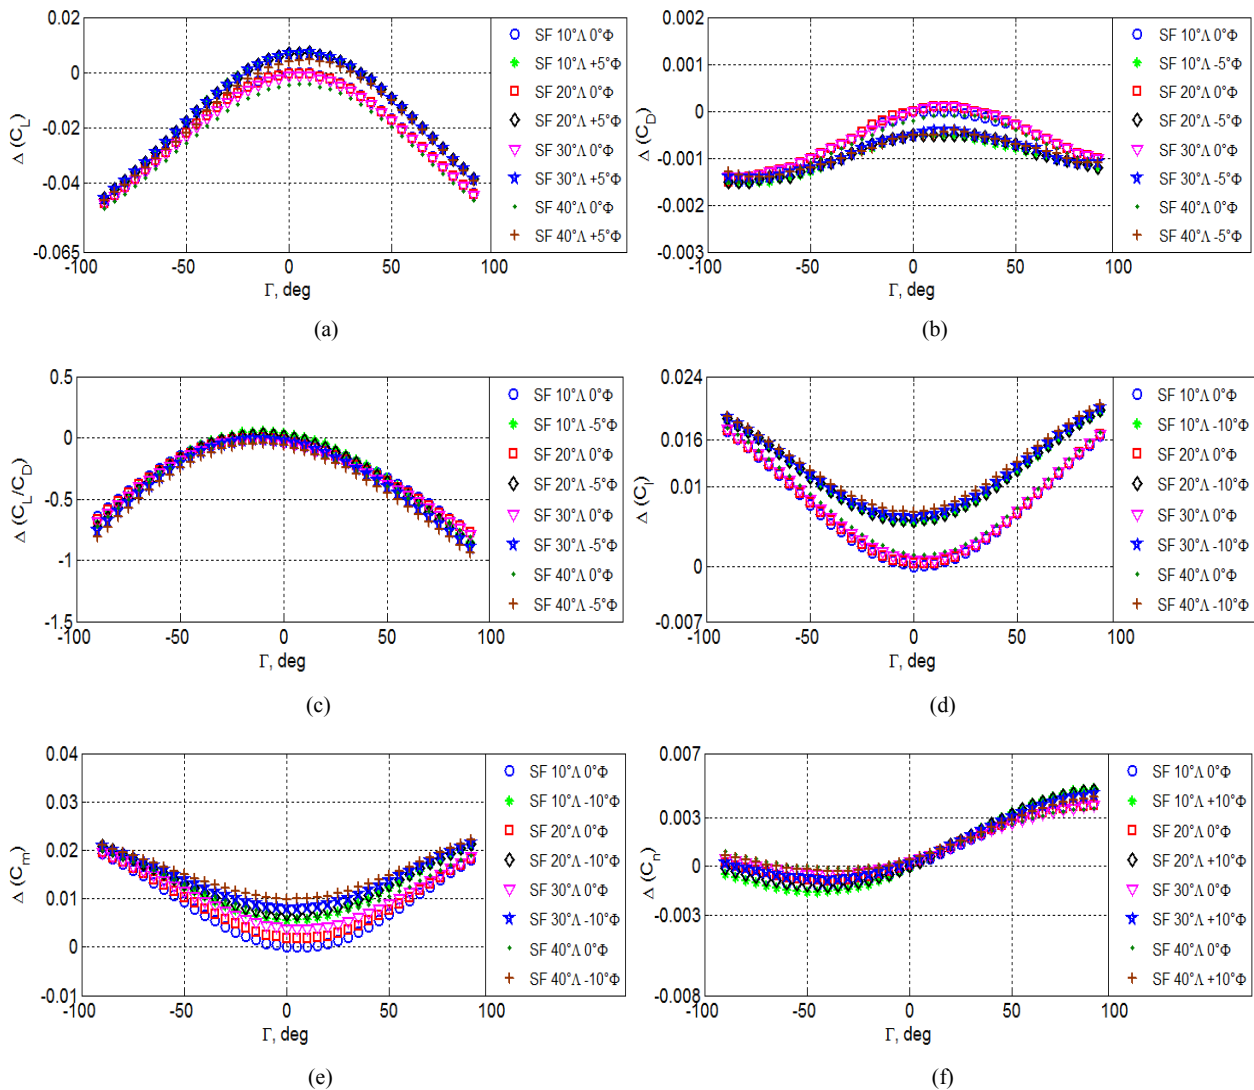 0.02
0
-0.02
-0.04
-0.065
-100
-50
0
50
100
Δ (C_L)
Γ, deg
SF 10°Λ 0°Φ
SF 10°Λ +5°Φ
SF 20°Λ 0°Φ
SF 20°Λ +5°Φ
SF 30°Λ 0°Φ
SF 30°Λ +5°Φ
SF 40°Λ 0°Φ
SF 40°Λ +5°Φ
(a)
0.002
0.001
0
-0.001
-0.002
-0.003
-100
-50
0
50
100
Δ (C_D)
Γ, deg
SF 10°Λ 0°Φ
SF 10°Λ -5°Φ
SF 20°Λ 0°Φ
SF 20°Λ -5°Φ
SF 30°Λ 0°Φ
SF 30°Λ -5°Φ
SF 40°Λ 0°Φ
SF 40°Λ -5°Φ
(b)
0.5
0
-0.5
-1
-1.5
-100
-50
0
50
100
Δ (C_L/C_D)
Γ, deg
SF 10°Λ 0°Φ
SF 10°Λ -5°Φ
SF 20°Λ 0°Φ
SF 20°Λ -5°Φ
SF 30°Λ 0°Φ
SF 30°Λ -5°Φ
SF 40°Λ 0°Φ
SF 40°Λ -5°Φ
(c)
0.024
0.016
0.01
0
-0.007
-100
-50
0
50
100
Δ (C_l)
Γ, deg
SF 10°Λ 0°Φ
SF 10°Λ -10°Φ
SF 20°Λ 0°Φ
SF 20°Λ -10°Φ
SF 30°Λ 0°Φ
SF 30°Λ -10°Φ
SF 40°Λ 0°Φ
SF 40°Λ -10°Φ
(d)
0.04
0.03
0.02
0.01
0
-0.01
-100
-50
0
50
100
Δ (C_m)
Γ, deg
SF 10°Λ 0°Φ
SF 10°Λ -10°Φ
SF 20°Λ 0°Φ
SF 20°Λ -10°Φ
SF 30°Λ 0°Φ
SF 30°Λ -10°Φ
SF 40°Λ 0°Φ
SF 40°Λ -10°Φ
(e)
0.007
0.003
0
-0.003
-0.008
-100
-50
0
50
100
Δ (C_n)
Γ, deg
SF 10°Λ 0°Φ
SF 10°Λ +10°Φ
SF 20°Λ 0°Φ
SF 20°Λ +10°Φ
SF 30°Λ 0°Φ
SF 30°Λ +10°Φ
SF 40°Λ 0°Φ
SF 40°Λ +10°Φ
(f)